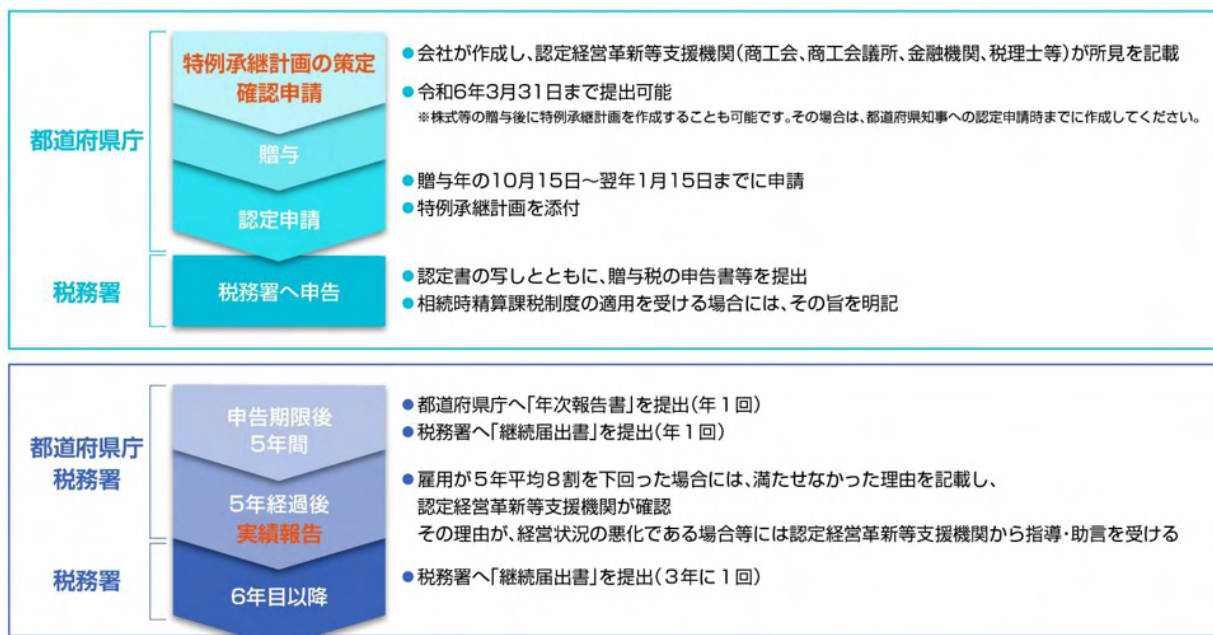 特例承継計画の策定
確認申請
●会社が作成し、認定経営革新等支援機関(商工会、商工会議所、金融機関、税理士等)が所見を記載
●令和6年3月31日まで提出可能
※株式等の贈与後に特例承継計画を作成することも可能です。その場合は、都道府県知事への認定申請時までに作成してください。
都道府県庁
贈与
●贈与年の10月15日～翌年1月15日までに申請
認定申請
●特例承継計画を添付
税務署
税務署へ申告
●認定書の写しとともに、贈与税の申告書等を提出
●相続時精算課税制度の適用を受ける場合には、その旨を明記
都道府県庁
税務署
申告期限後
5年間
●都道府県庁へ「年次報告書」を提出(年1回)
●税務署へ「継続届出書」を提出(年1回)
5年経過後
実績報告
●雇用が5年平均8割を下回った場合には、満たせなかった理由を記載し、
認定経営革新等支援機関が確認
その理由が、経営状況の悪化である場合等には認定経営革新等支援機関から指導・助言を受ける
税務署
6年目以降
●税務署へ「継続届出書」を提出(3年に1回)